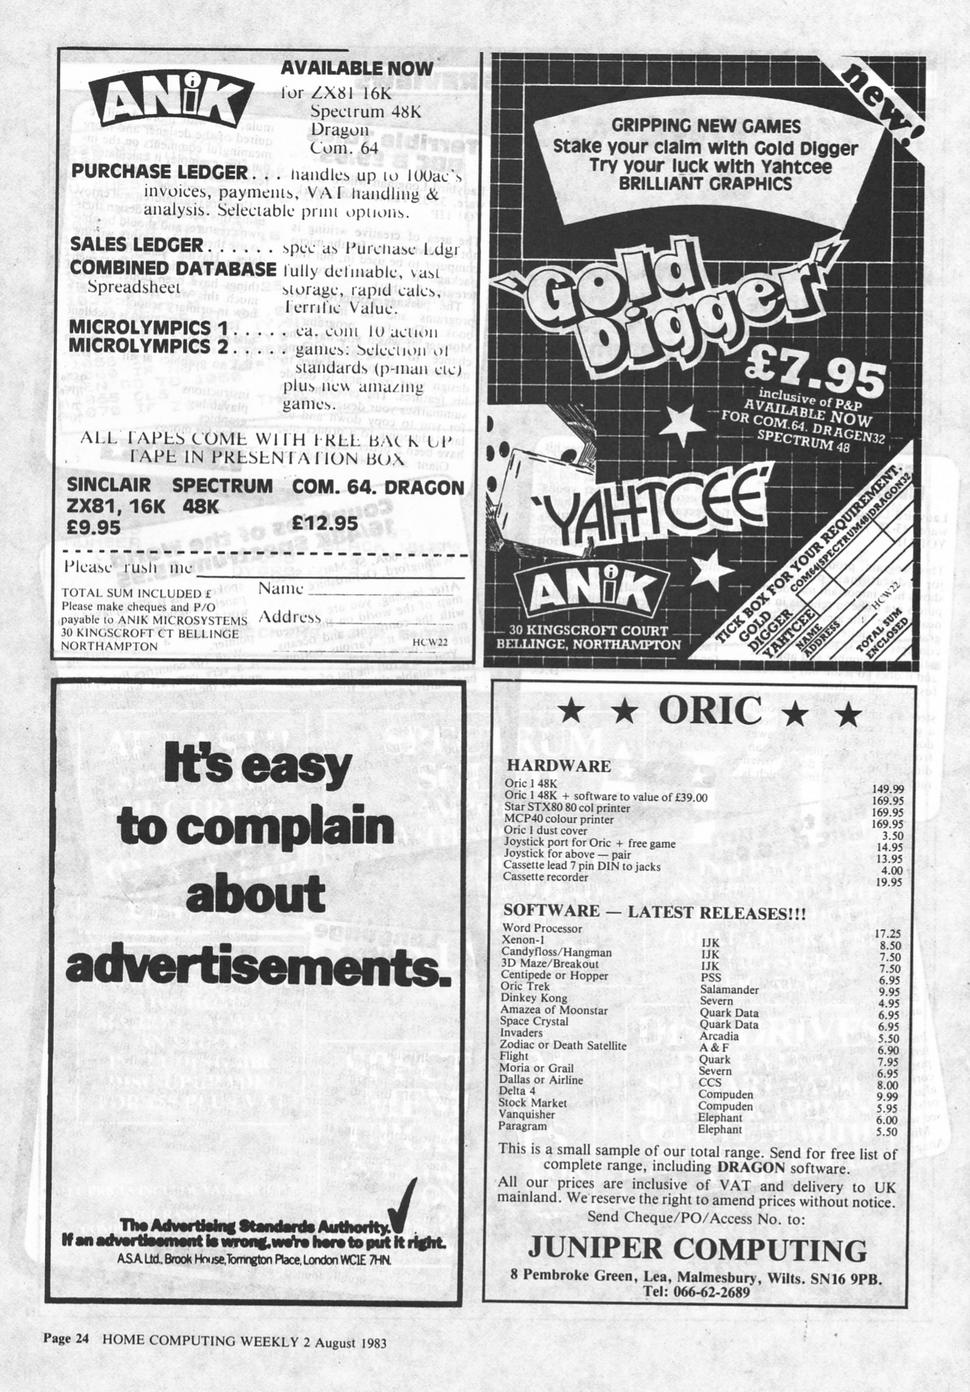 ANiK
AVAILABLE NOW
for ZX81 16K
Spectrum 48K
Dragon
Com. 64
PURCHASE LEDGER . . . handles up to 100ac's
invoices, payments, VAT handling &
analysis. Selectable print options.
SALES LEDGER . . . . . . spec as Purchase Ldgr
COMBINED DATABASE fully definable, vast
Spreadsheet storage, rapid calcs,
Terrific Value.
MICROLYMPICS 1 . . . . . ea. cont 10 action
MICROLYMPICS 2 . . . . . games: Selection of
standards (p-man etc)
plus new amazing
games.
ALL TAPES COME WITH FREE BACK UP
TAPE IN PRESENTATION BOX
SINCLAIR SPECTRUM COM. 64. DRAGON
ZX81, 16K 48K
£9.95 £12.95
Please rush me
TOTAL SUM INCLUDED £
Please make cheques and P/O
payable to ANIK MICROSYSTEMS
30 KINGSCROFT CT BELLINGE
NORTHAMPTON
Name
Address
HCW22
new!
GRIPPING NEW GAMES
Stake your claim with Gold Digger
Try your luck with Yahtcee
BRILLIANT GRAPHICS
"Gold
Digger"
£7.95
inclusive of P&P
AVAILABLE NOW
FOR COM.64. DRAGEN32
SPECTRUM 48
'YAHTCEE'
ANiK
30 KINGSCROFT COURT
BELLINGE, NORTHAMPTON
TICK BOX FOR YOUR REQUIREMENT.
COM64|SPECTRUM48|DRAGON32
GOLD
DIGGER
YAHTCEE
NAME
ADDRESS
HCW22
TOTAL SUM
ENCLOSED
It's easy
to complain
about
advertisements.
The Advertising Standards Authority.
If an advertisement is wrong, we're here to put it right.
A.S.A. Ltd., Brook House, Torrington Place, London WC1E 7HN.
★ ★ ORIC ★ ★
HARDWARE
Oric 1 48K 149.99
Oric 1 48K + software to value of £39.00 169.95
Star STX80 80 col printer 169.95
MCP40 colour printer 169.95
Oric 1 dust cover 3.50
Joystick port for Oric + free game 14.95
Joystick for above — pair 13.95
Cassette lead 7 pin DIN to jacks 4.00
Cassette recorder 19.95
SOFTWARE — LATEST RELEASES!!!
Word Processor 17.25
Xenon-1 IJK 8.50
Candyfloss/Hangman IJK 7.50
3D Maze/Breakout IJK 7.50
Centipede or Hopper PSS 6.95
Oric Trek Salamander 9.95
Dinkey Kong Severn 4.95
Amazea of Moonstar Quark Data 6.95
Space Crystal Quark Data 6.95
Invaders Arcadia 5.50
Zodiac or Death Satellite A & F 6.90
Flight Quark 7.95
Moria or Grail Severn 6.95
Dallas or Airline CCS 8.00
Delta 4 Compuden 9.99
Stock Market Compuden 5.95
Vanquisher Elephant 6.00
Paragram Elephant 5.50
This is a small sample of our total range. Send for free list of
complete range, including DRAGON software.
All our prices are inclusive of VAT and delivery to UK
mainland. We reserve the right to amend prices without notice.
Send Cheque/PO/Access No. to:
JUNIPER COMPUTING
8 Pembroke Green, Lea, Malmesbury, Wilts. SN16 9PB.
Tel: 066-62-2689
Page 24 HOME COMPUTING WEEKLY 2 August 1983